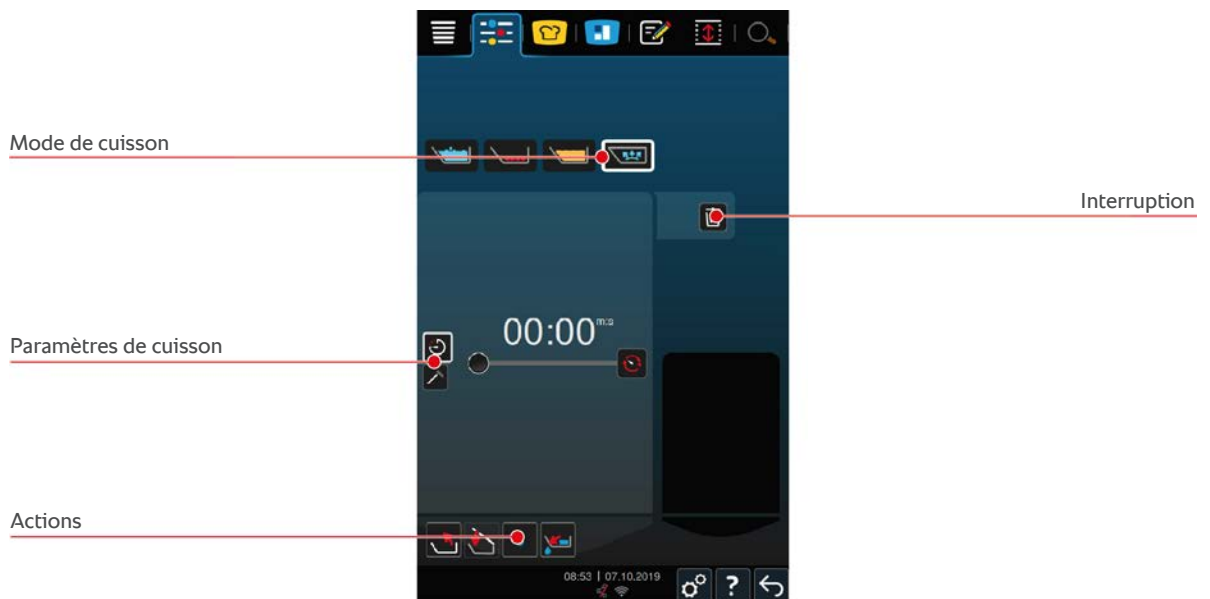 Mode de cuisson
Interruption
00:00 m:s
Paramètres de cuisson
Actions
08:53 | 07.10.2019
?